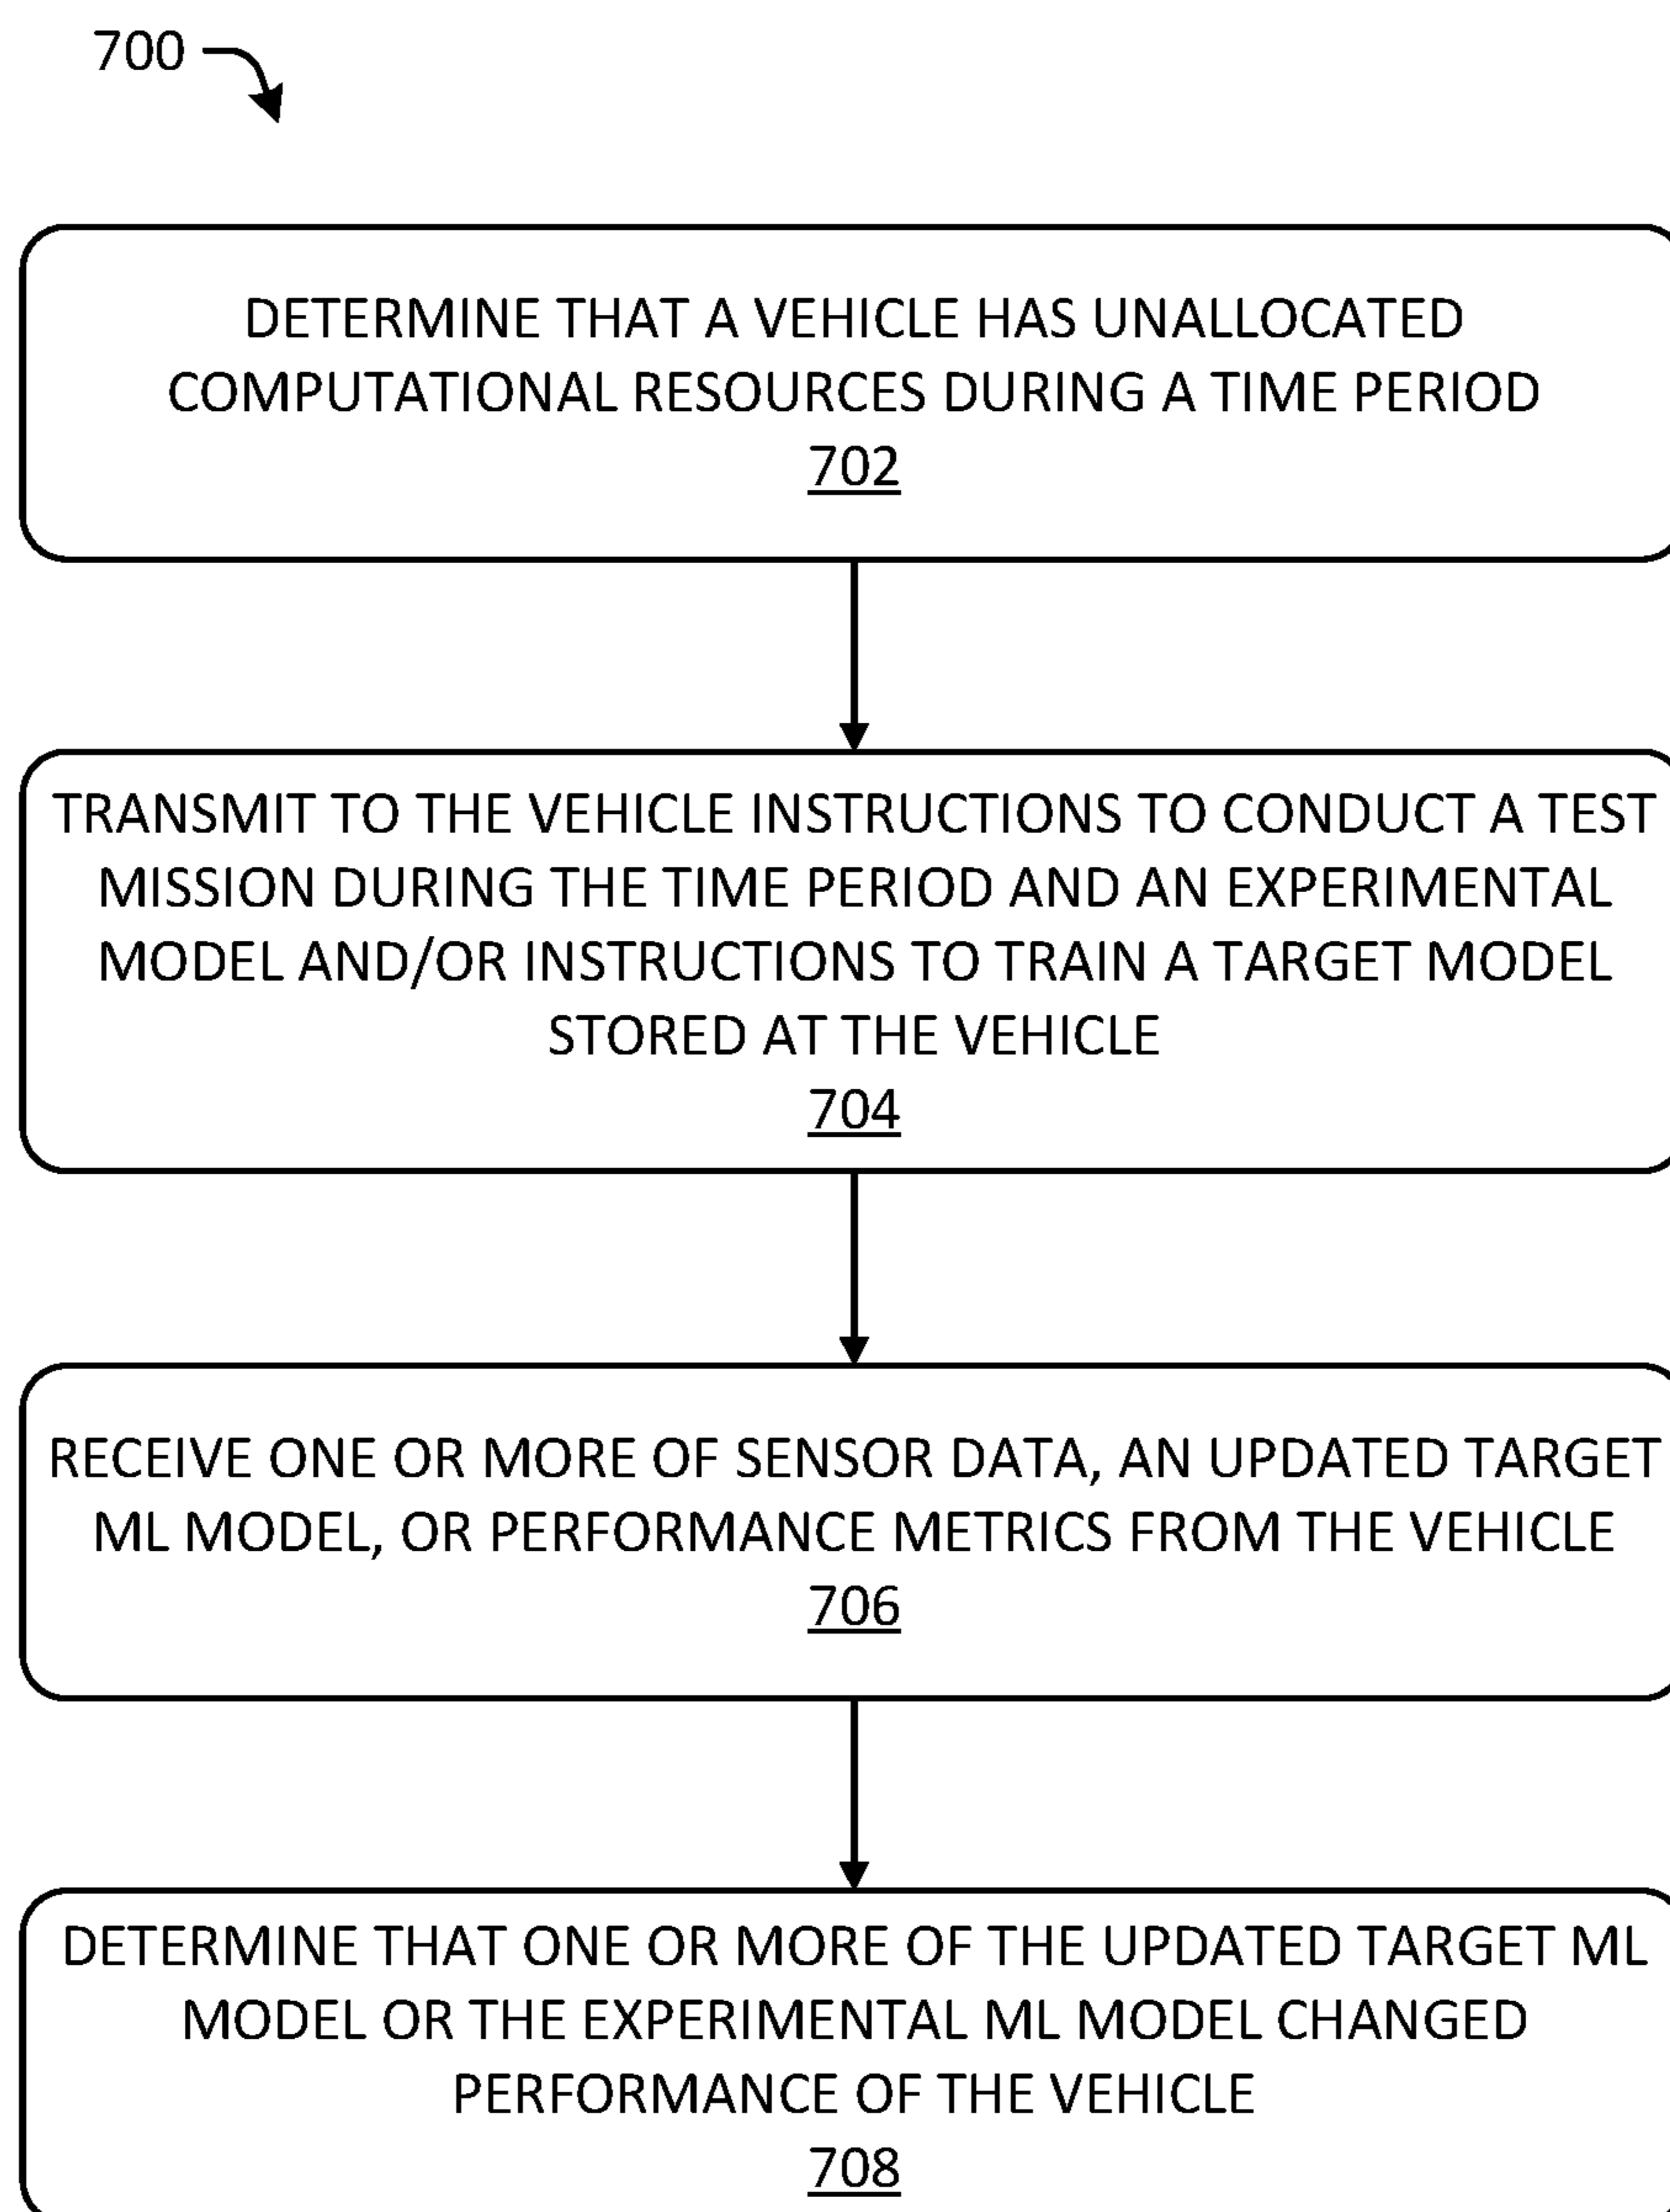 700
DETERMINE THAT A VEHICLE HAS UNALLOCATED
COMPUTATIONAL RESOURCES DURING A TIME PERIOD
702
TRANSMIT TO THE VEHICLE INSTRUCTIONS TO CONDUCT A TEST
MISSION DURING THE TIME PERIOD AND AN EXPERIMENTAL
MODEL AND/OR INSTRUCTIONS TO TRAIN A TARGET MODEL
STORED AT THE VEHICLE
704
RECEIVE ONE OR MORE OF SENSOR DATA, AN UPDATED TARGET
ML MODEL, OR PERFORMANCE METRICS FROM THE VEHICLE
706
DETERMINE THAT ONE OR MORE OF THE UPDATED TARGET ML
MODEL OR THE EXPERIMENTAL ML MODEL CHANGED
PERFORMANCE OF THE VEHICLE
708